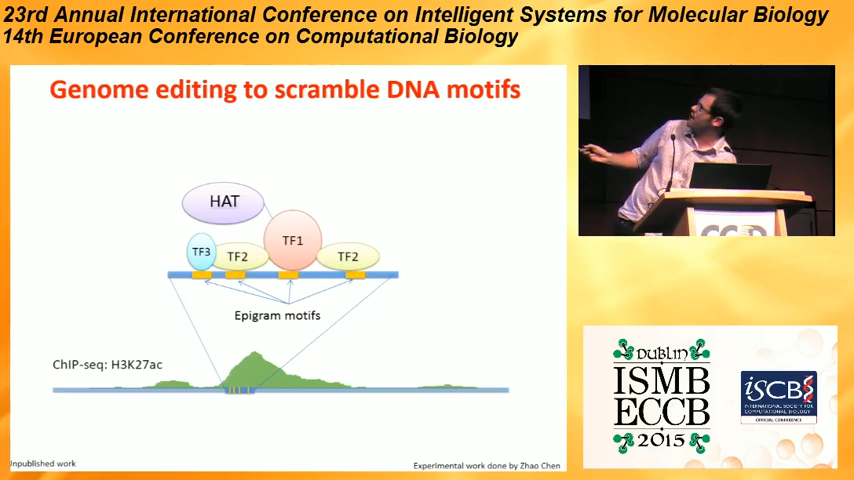 23rd Annual International Conference on Intelligent Systems for Molecular Biology
14th European Conference on Computational Biology
Genome editing to scramble DNA motifs
HAT
TF1
TF3
TF2
TF2
Epigram motifs
ChIP-seq: H3K27ac
Inpublished work
Experimental work done by Zhao Chen
DUBLIN
ISMB
ECCB
2015
iSCB
INTERNATIONAL SOCIETY FOR
COMPUTATIONAL BIOLOGY
OFFICIAL CONFERENCE